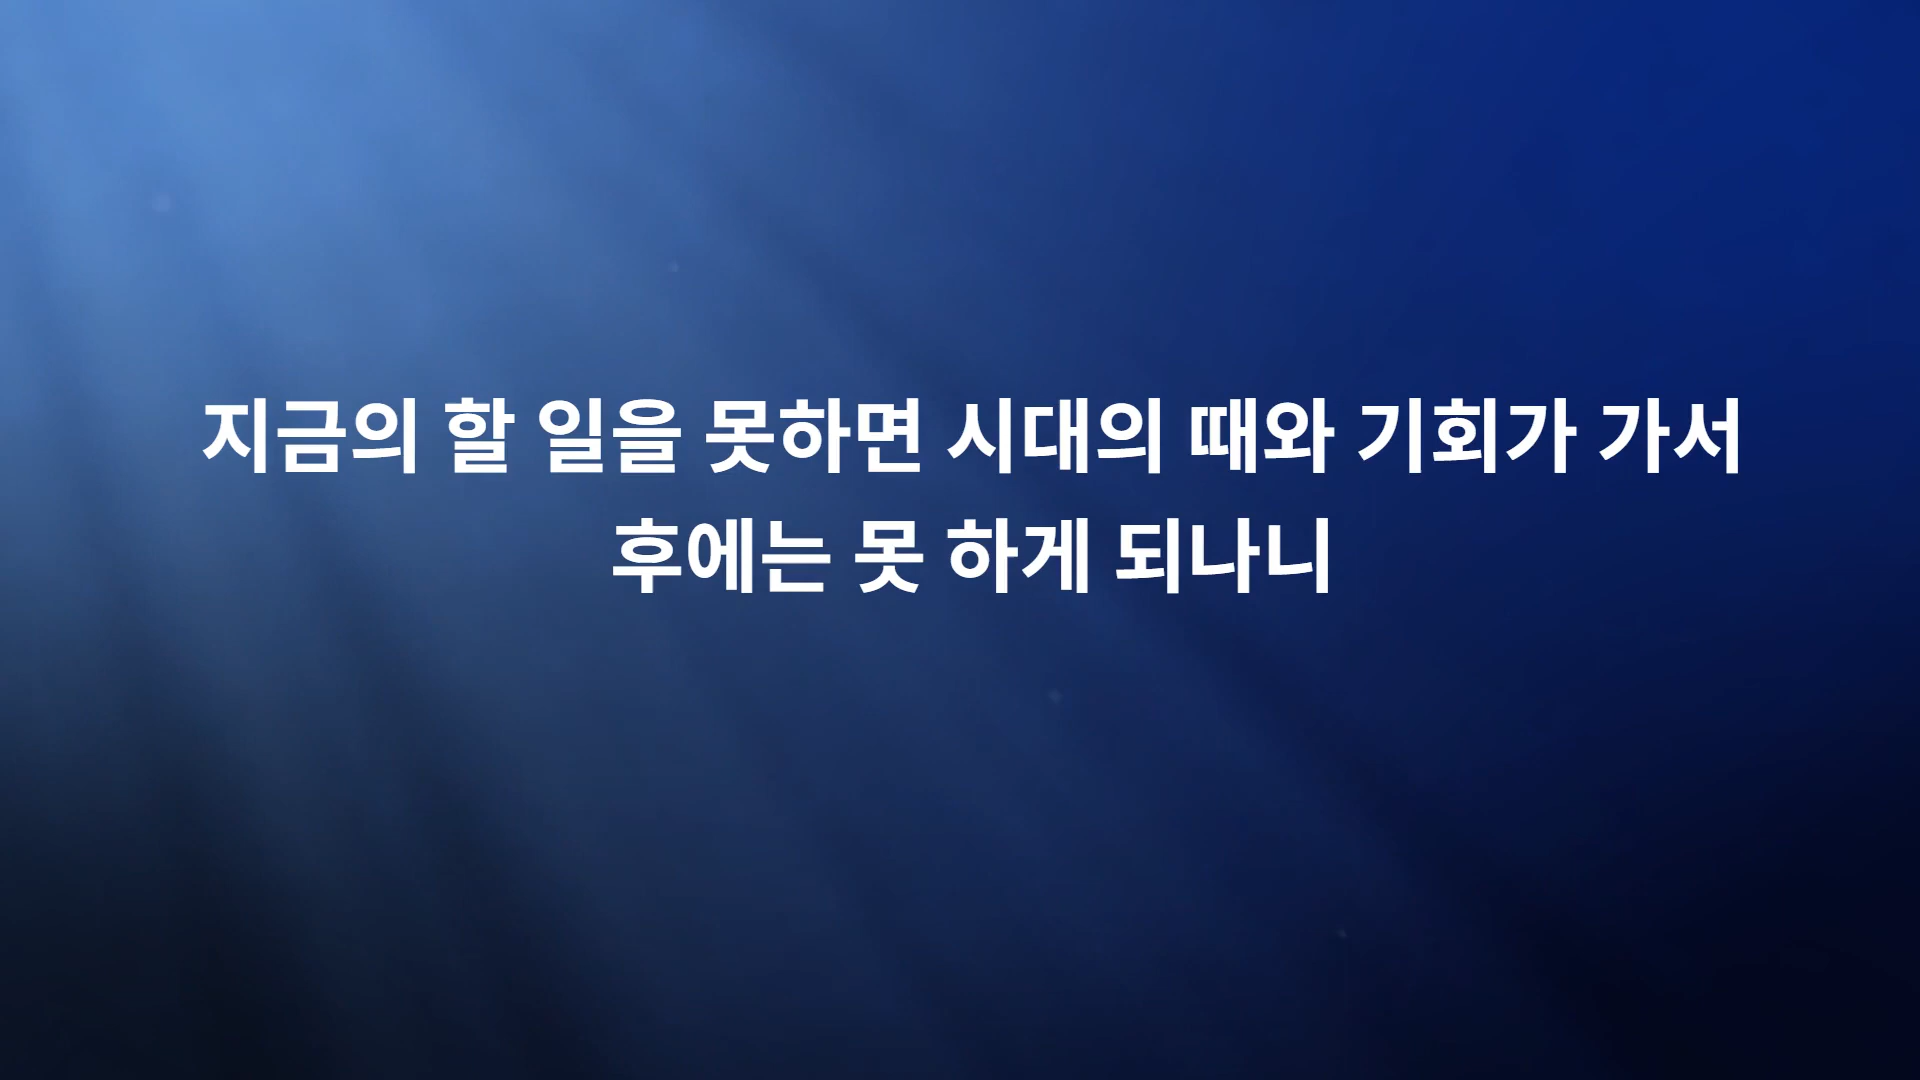 지금의 할 일을 못하면 시대의 때와 기회가 가서
후에는 못 하게 되나니